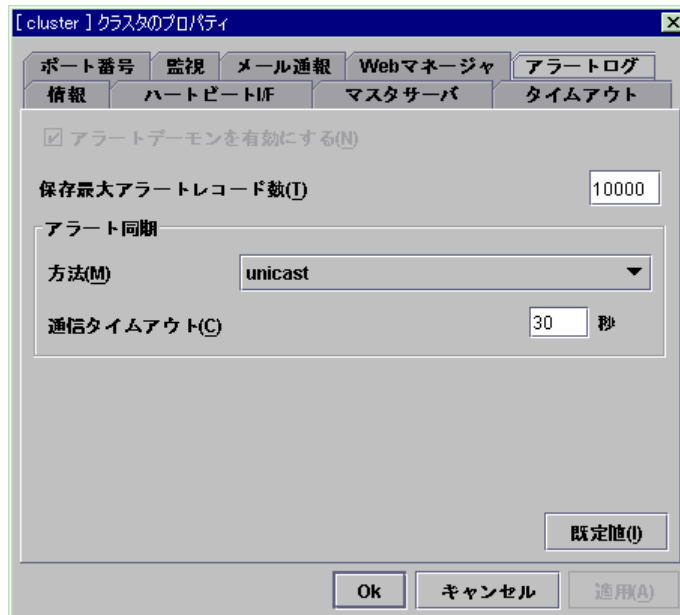 [ cluster ] クラスタのプロパティ
ポート番号 監視 メール通報 Webマネージャ アラートログ
情報 ハートビートI/F マスタサーバ タイムアウト
アラートデーモンを有効にする(N)
保存最大アラートレコード数(T) 10000
アラート同期
方法(M) unicast
通信タイムアウト(C) 30 秒
既定値(I)
Ok キャンセル 適用(A)